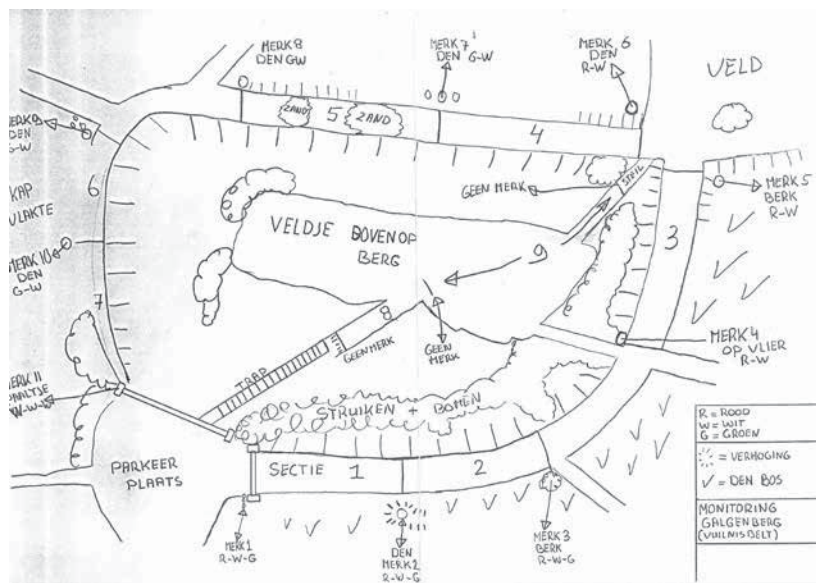 MERK 8
DEN GW
MERK 7
DEN G-W
MERK 6
DEN
R-W
VELD
MERK 9
DEN
G-W
ZAND
5
ZAND
4
6
KAP
VLAKTE
GEEN MERK
STEIL
MERK 5
BERK
R-W
VELDJE BOVENOP
BERG
9
3
MERK 10
DEN
G-W
7
8
GEEN MERK
GEEN
MERK
MERK 4
OP VLIER
R-W
MERK 11
PAALTJE
W-W-
TRAP
STRUIKEN + BOMEN
PARKEER
PLAATS
SECTIE 1
2
MERK 1
R-W-G
DEN
MERK 2
R-W-G
MERK 3
BERK
R-W-G
R = ROOD
W = WIT
G = GROEN
= VERHOGING
= DEN BOS
MONITORING
GALGENBERG
(VUILNISBELT)